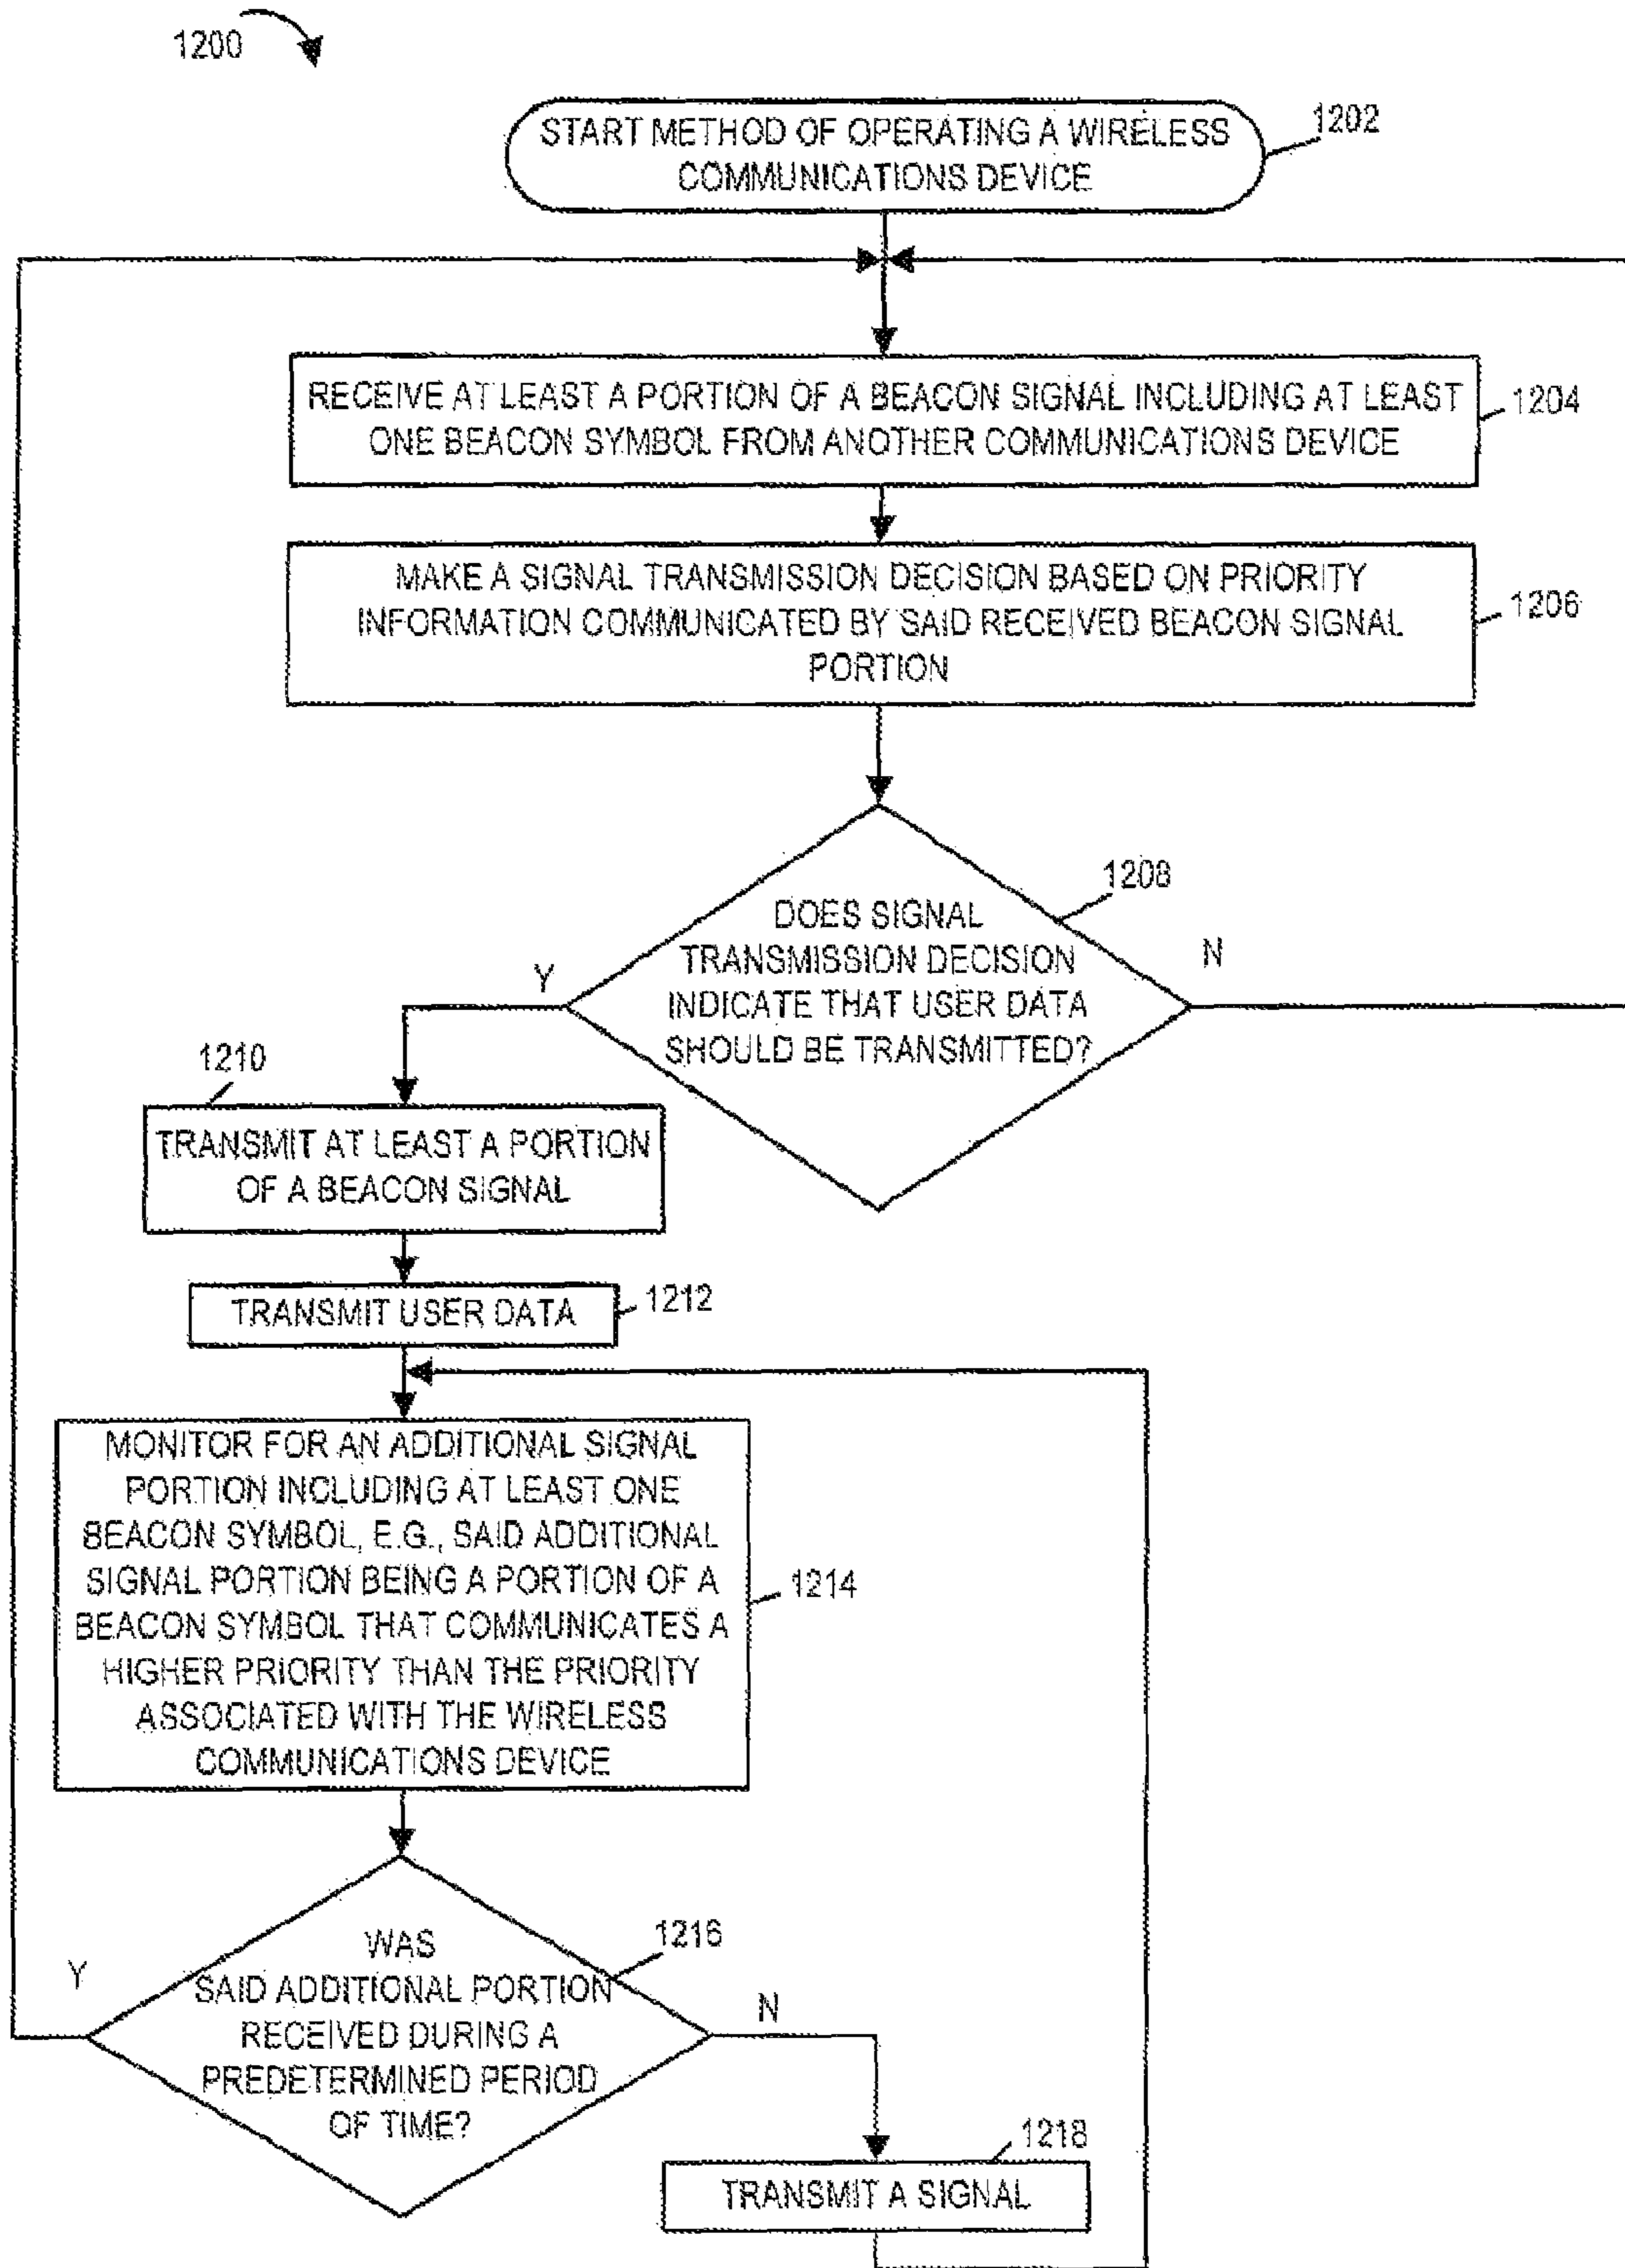 1200
START METHOD OF OPERATING A WIRELESS
COMMUNICATIONS DEVICE
1202
RECEIVE AT LEAST A PORTION OF A BEACON SIGNAL INCLUDING AT LEAST
ONE BEACON SYMBOL FROM ANOTHER COMMUNICATIONS DEVICE
1204
MAKE A SIGNAL TRANSMISSION DECISION BASED ON PRIORITY
INFORMATION COMMUNICATED BY SAID RECEIVED BEACON SIGNAL
PORTION
1206
DOES SIGNAL
TRANSMISSION DECISION
INDICATE THAT USER DATA
SHOULD BE TRANSMITTED?
1208
Y
N
1210
TRANSMIT AT LEAST A PORTION
OF A BEACON SIGNAL
TRANSMIT USER DATA
1212
MONITOR FOR AN ADDITIONAL SIGNAL
PORTION INCLUDING AT LEAST ONE
BEACON SYMBOL, E.G., SAID ADDITIONAL
SIGNAL PORTION BEING A PORTION OF A
BEACON SYMBOL THAT COMMUNICATES A
HIGHER PRIORITY THAN THE PRIORITY
ASSOCIATED WITH THE WIRELESS
COMMUNICATIONS DEVICE
1214
WAS
SAID ADDITIONAL PORTION
RECEIVED DURING A
PREDETERMINED PERIOD
OF TIME?
1216
Y
N
1218
TRANSMIT A SIGNAL